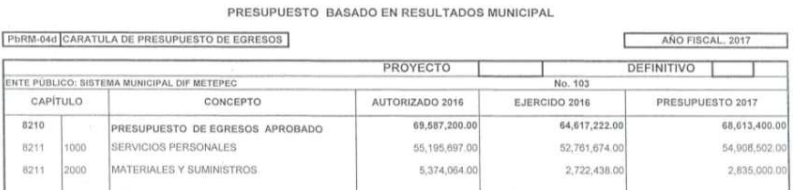 PRESUPUESTO BASADO EN RESULTADOS MUNICIPAL
PbRM-04d CARATULA DE PRESUPUESTO DE EGRESOS AÑO FISCAL. 2017
PROYECTO DEFINITIVO
ENTE PÚBLICO: SISTEMA MUNICIPAL DIF METEPEC No. 103
CAPÍTULO CONCEPTO AUTORIZADO 2016 EJERCIDO 2016 PRESUPUESTO 2017
8210 PRESUPUESTO DE EGRESOS APROBADO 69,587,200.00 64,617,222.00 68,613,400.00
8211 1000 SERVICIOS PERSONALES 55,195,697.00 52,761,674.00 54,908,502.00
8211 2000 MATERIALES Y SUMINISTROS 5,374,064.00 2,722,438.00 2,835,000.00